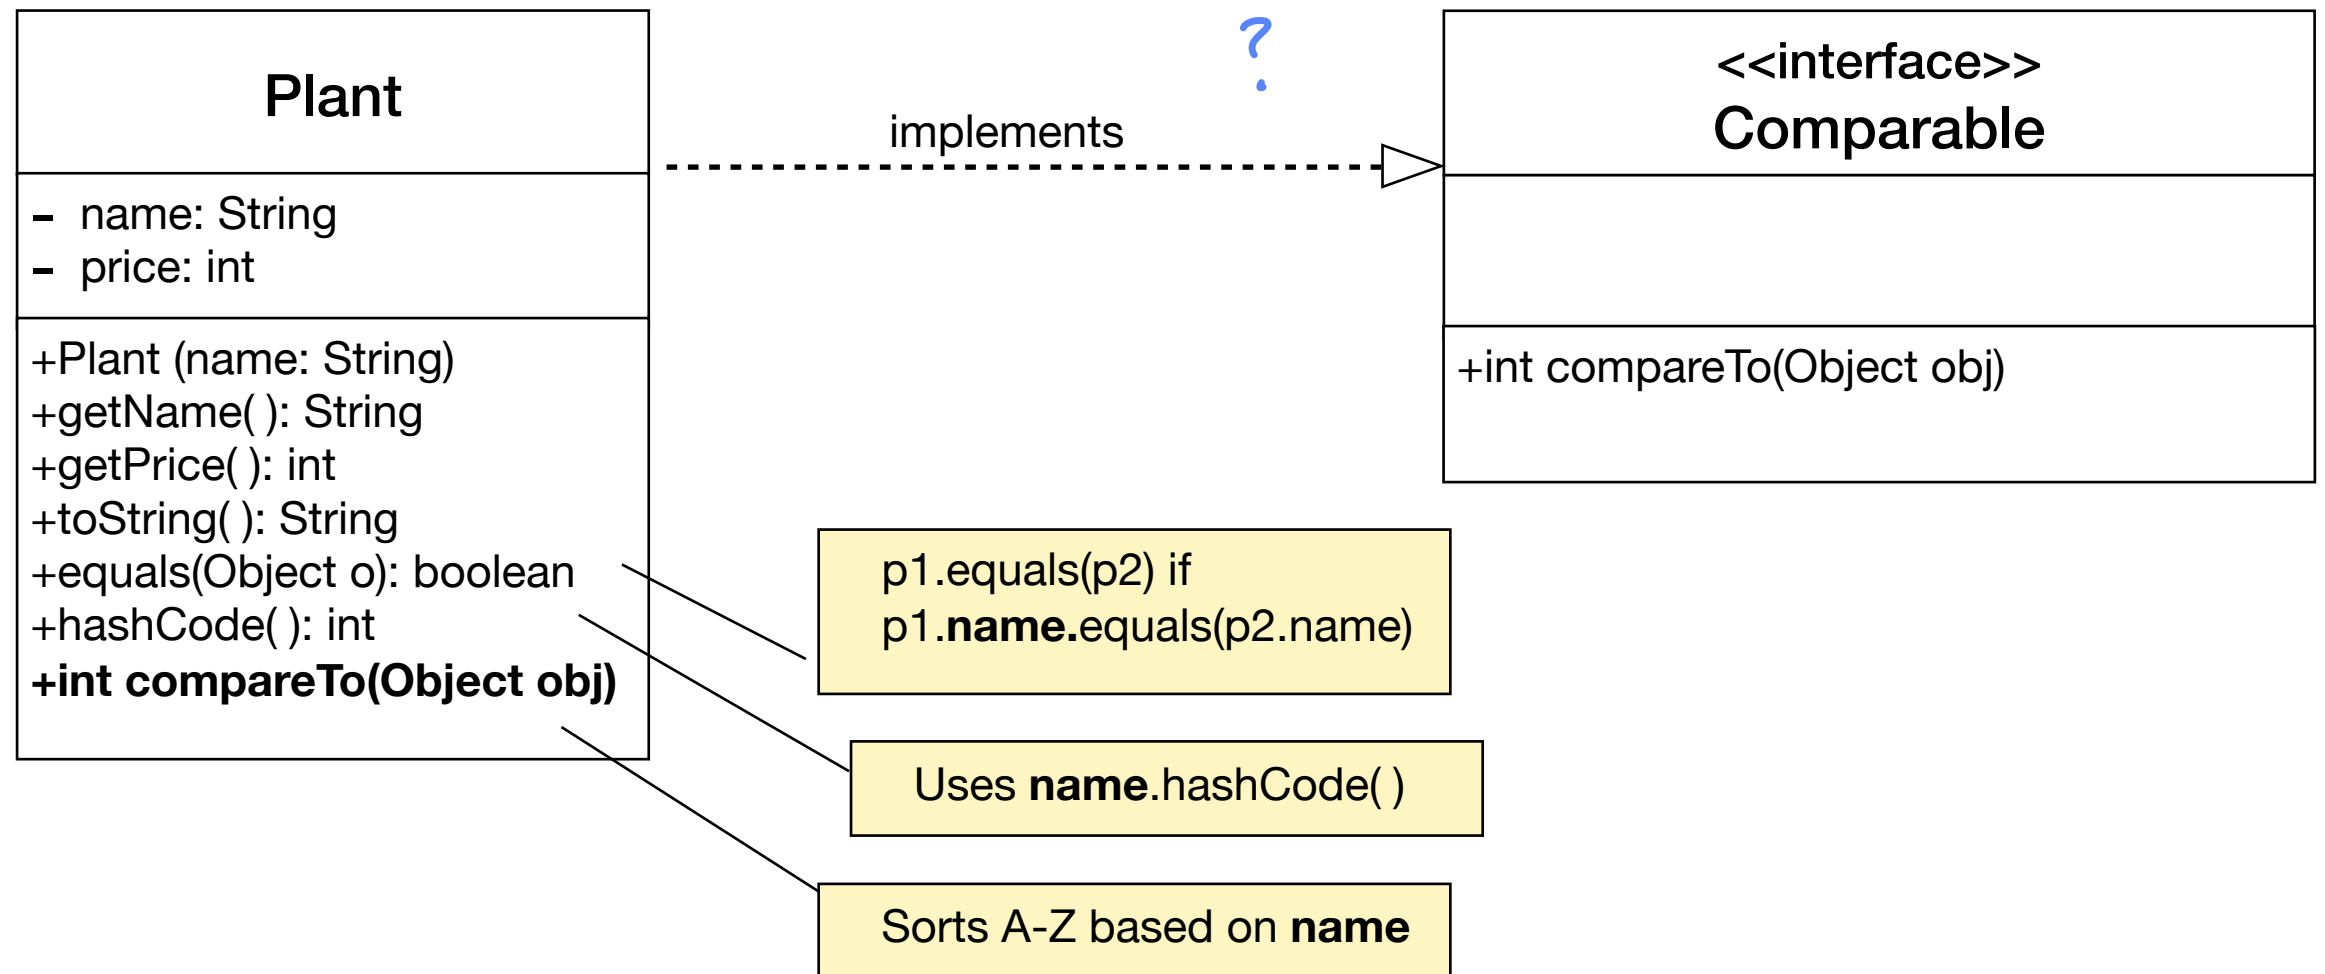 Plant
- name: String
- price: int
+Plant (name: String)
+getName( ): String
+getPrice( ): int
+toString( ): String
+equals(Object o): boolean
+hashCode( ): int
+int compareTo(Object obj)
implements
?
<<interface>>
Comparable
+int compareTo(Object obj)
p1.equals(p2) if
p1.name.equals(p2.name)
Uses name.hashCode( )
Sorts A-Z based on name